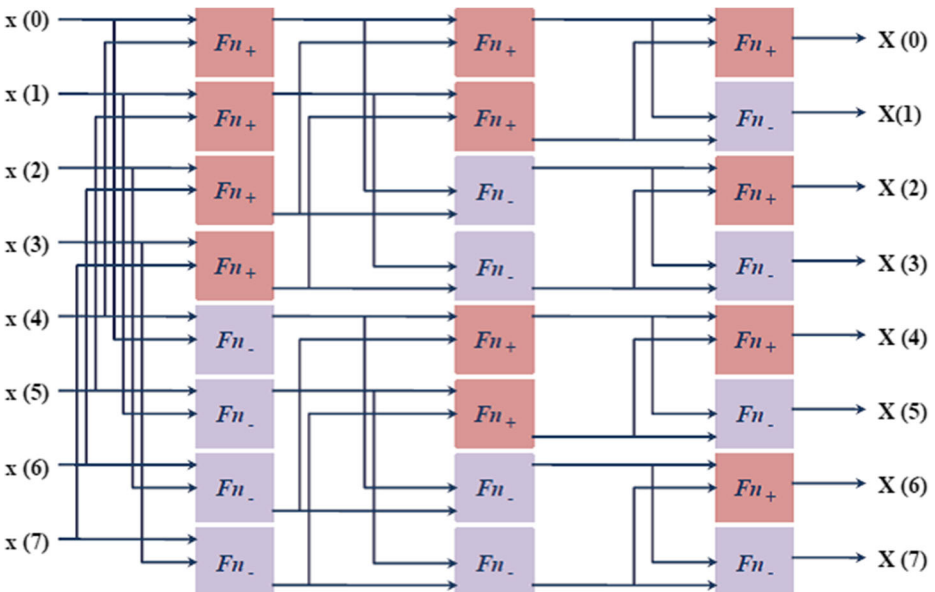 x (0) Fn+ Fn+ Fn+ X (0)
x (1) Fn+ Fn+ Fn- X(1)
x (2) Fn+ Fn- Fn+ X (2)
x (3) Fn+ Fn- Fn- X (3)
x (4) Fn- Fn+ Fn+ X (4)
x (5) Fn- Fn+ Fn- X (5)
x (6) Fn- Fn- Fn+ X (6)
x (7) Fn- Fn- Fn- X (7)